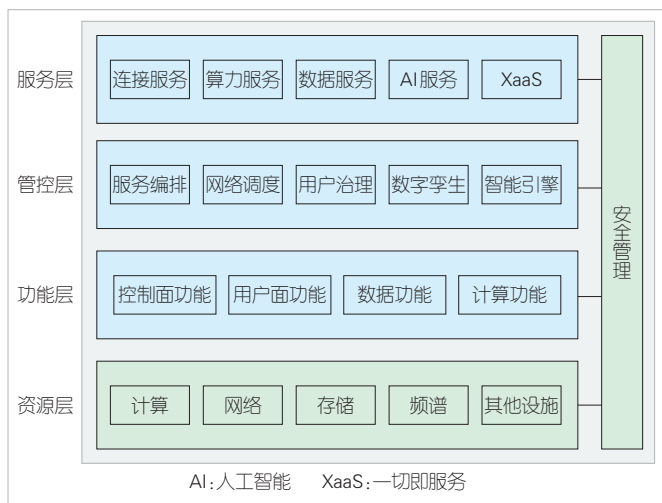 服务层
连接服务 算力服务 数据服务 AI服务 XaaS
管控层
服务编排 网络调度 用户治理 数字孪生 智能引擎
功能层
控制面功能 用户面功能 数据功能 计算功能
资源层
计算 网络 存储 频谱 其他设施
安全管理
AI:人工智能 XaaS:一切即服务